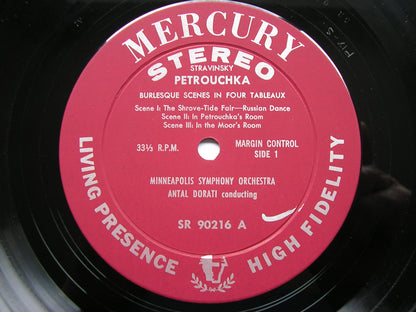 MERCURY
STEREO
STRAVINSKY
PETROUCHKA
BURLESQUE SCENES IN FOUR TABLEAUX
Scene I: The Shrove-Tide Fair—Russian Dance
Scene II: In Petrouchka's Room
Scene III: In the Moor's Room
33⅓ R.P.M.
MARGIN CONTROL
SIDE 1
MINNEAPOLIS SYMPHONY ORCHESTRA
ANTAL DORATI conducting
SR 90216 A
LIVING PRESENCE
HIGH FIDELITY